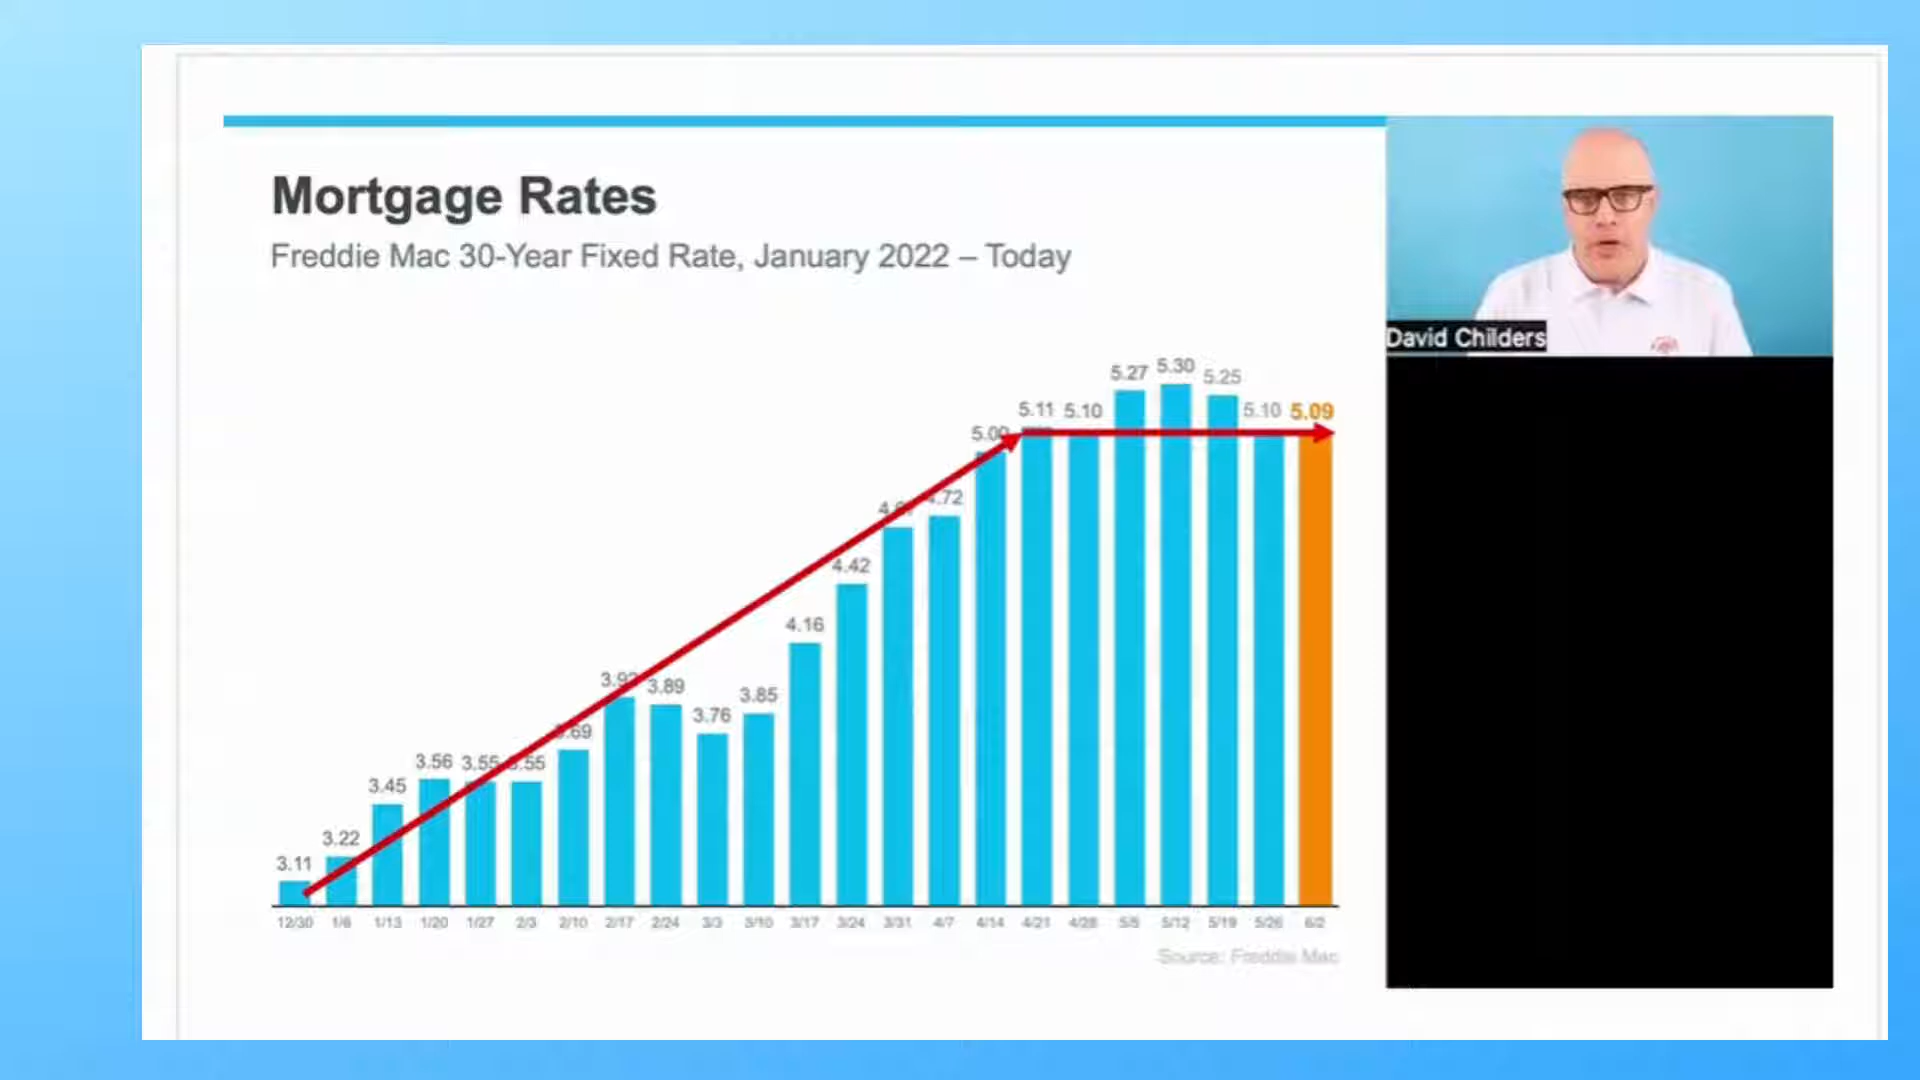 Mortgage Rates
Freddie Mac 30-Year Fixed Rate, January 2022 – Today
David Childers
5.27 5.30 5.25
5.11 5.10 5.10 5.09
4.72
4.42
4.16
3.89 3.85
3.76
3.56 3.55
3.45
3.22
3.11
12/30 1/6 1/13 1/20 1/27 2/3 2/10 2/17 2/24 3/3 3/10 3/17 3/24 3/31 4/7 4/14 4/21 4/28 5/5 5/12 5/19 5/26 6/2
Source: Freddie Mac